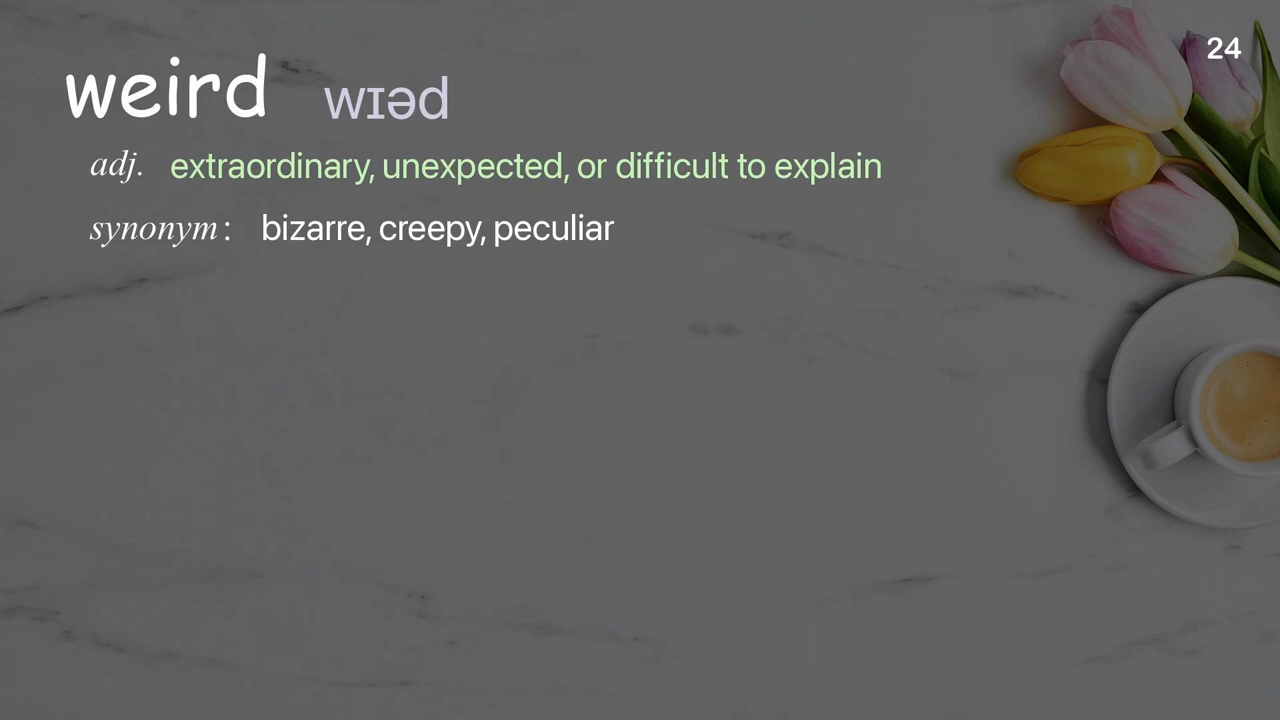 24
weird wɪəd
adj. extraordinary, unexpected, or difficult to explain
synonym : bizarre, creepy, peculiar